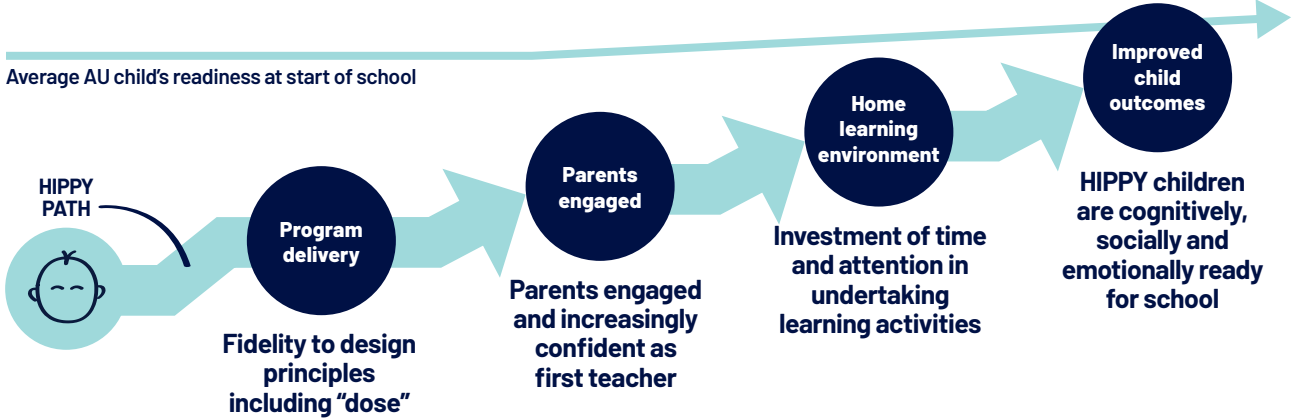 Average AU child’s readiness at start of school
HIPPY
PATH
Program
delivery
Fidelity to design
principles
including “dose”
Parents
engaged
Parents engaged
and increasingly
confident as
first teacher
Home
learning
environment
Investment of time
and attention in
undertaking
learning activities
Improved
child
outcomes
HIPPY children
are cognitively,
socially and
emotionally ready
for school